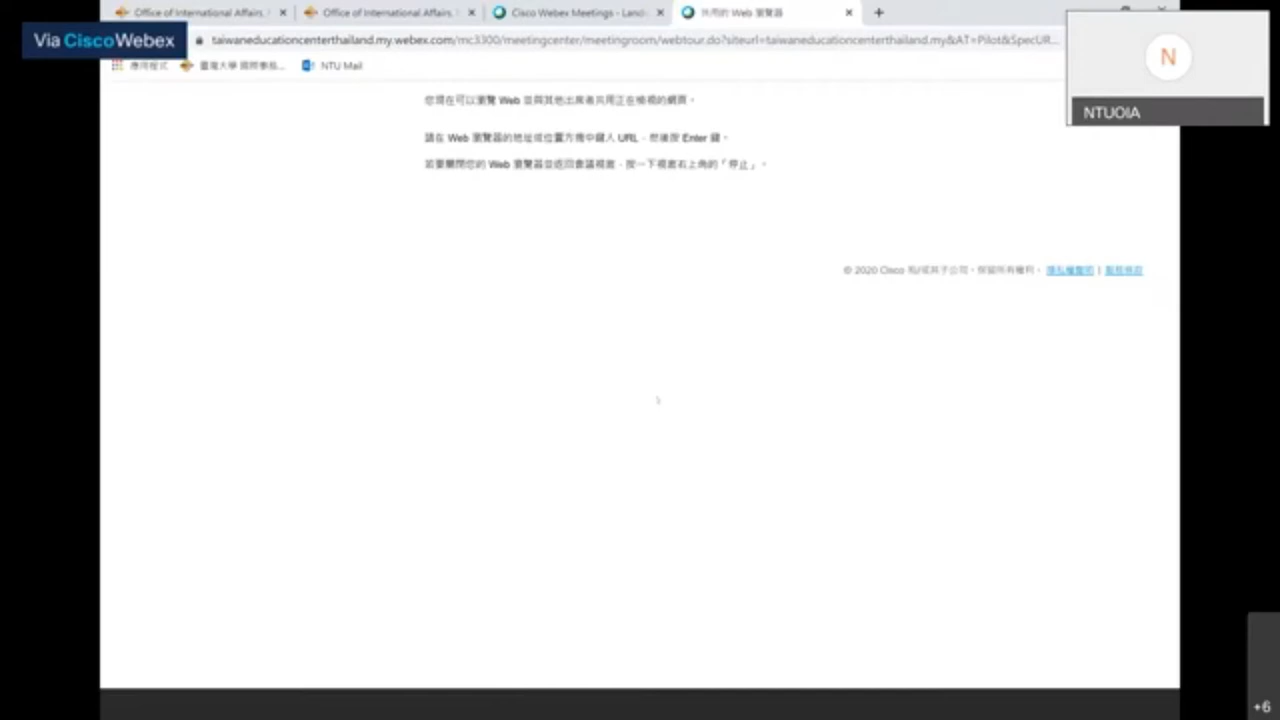 Office of International Affairs,
Office of International Affairs,
Cisco Webex Meetings - Land
共用的 Web 瀏覽器
Via CiscoWebex
taiwaneducationcenterthailand.my.webex.com/mc3300/meetingcenter/meetingroom/webtour.do?siteurl=taiwaneducationcenterthailand.my&AT=Pilot&SpecUR...
應用程式
臺灣大學 國際事務...
NTU Mail
N
NTUOIA
您現在可以瀏覽 Web 並與其他出席者共用正在檢視的網頁。
請在 Web 瀏覽器的地址或位置方塊中鍵入 URL，然後按 Enter 鍵。
若要關閉您的 Web 瀏覽器並返回會議視窗，按一下視窗右上角的「停止」。
© 2020 Cisco 和/或其子公司。保留所有權利。 隱私權聲明 | 服務條款
+6